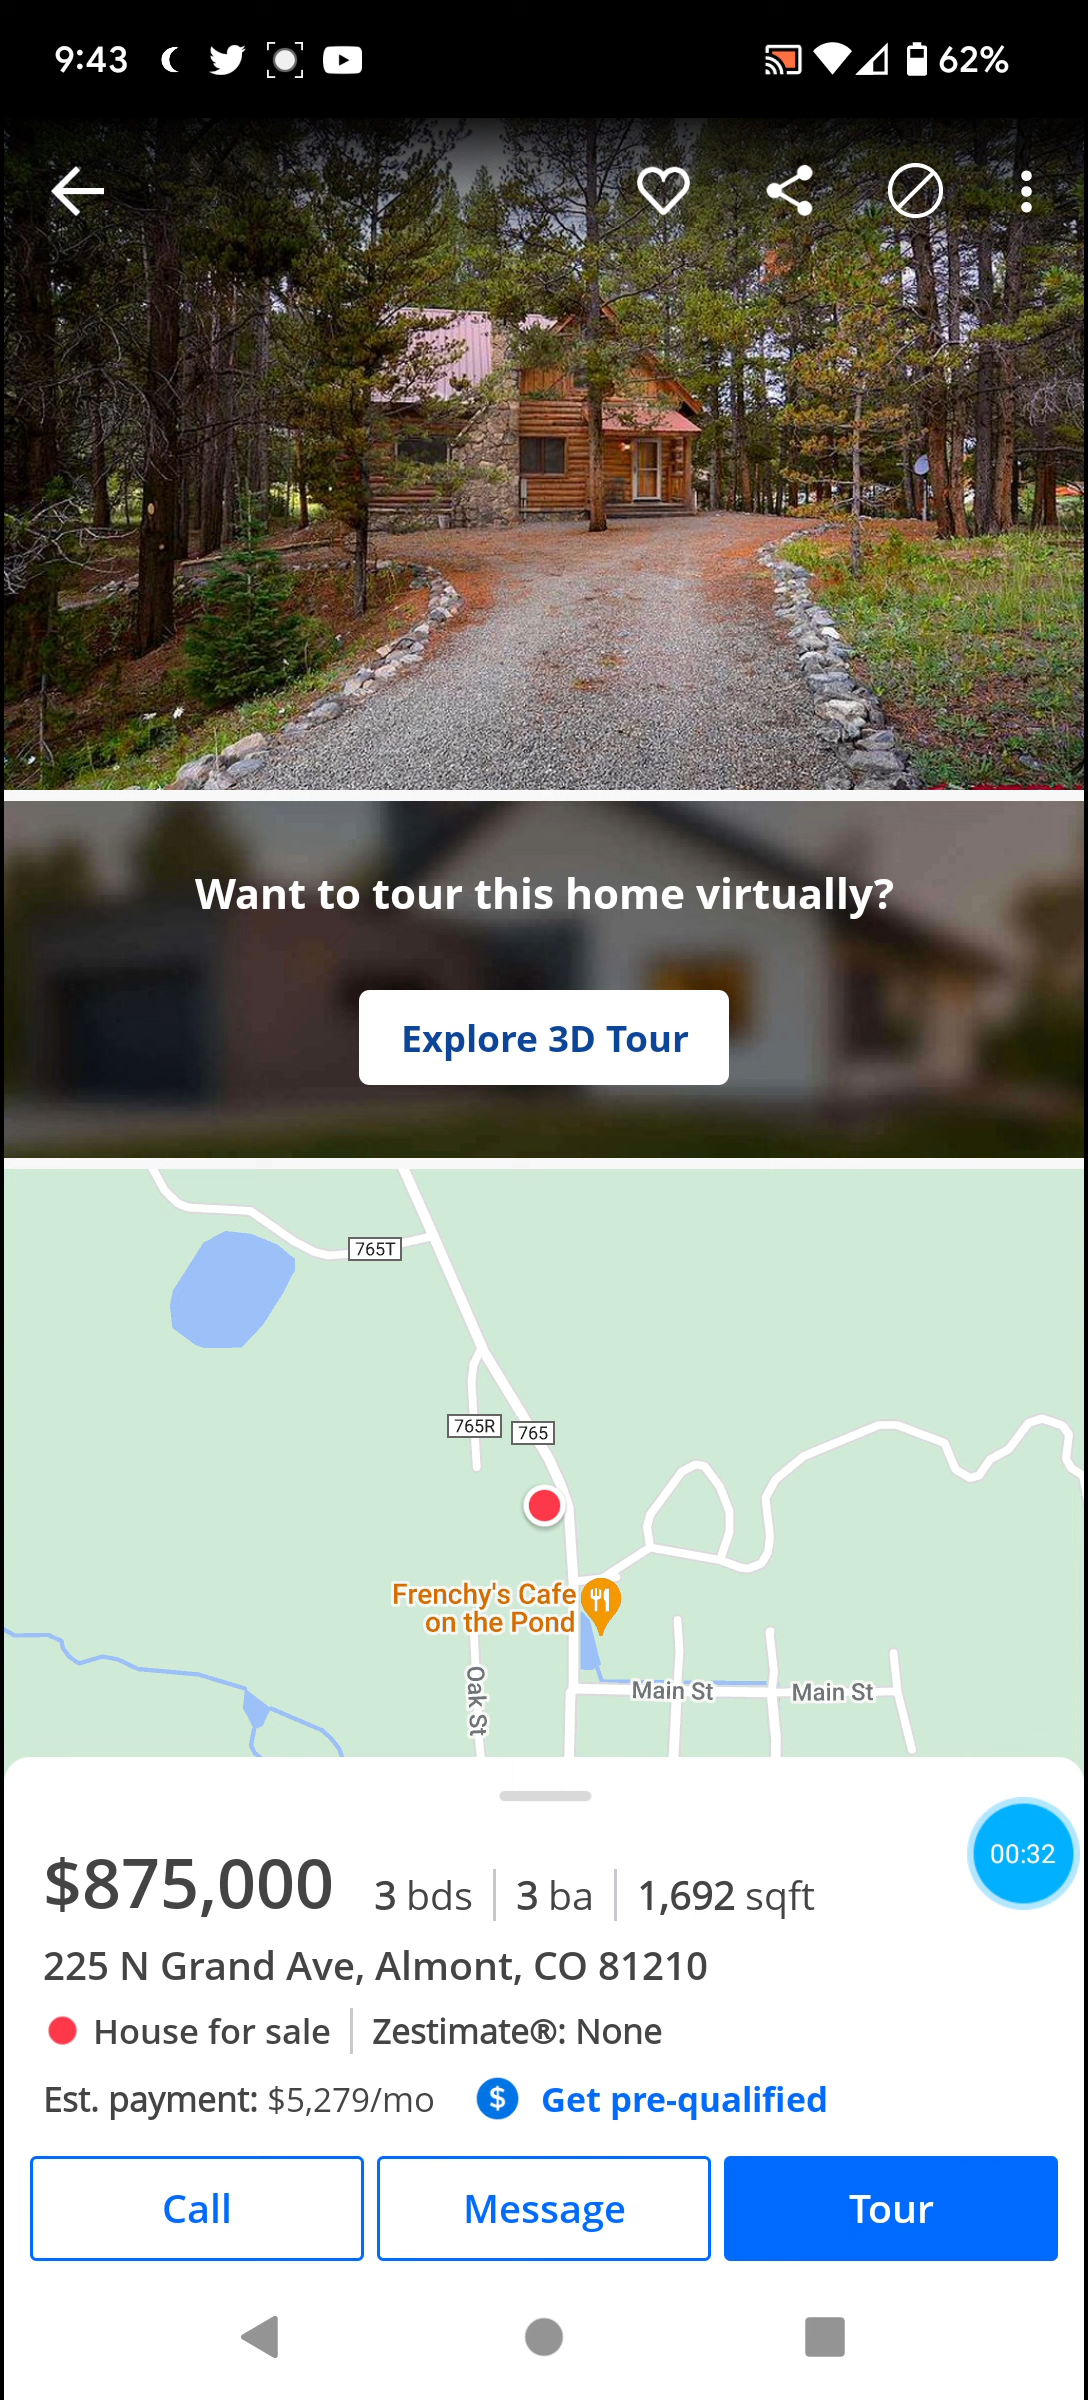 9:43
62%
Want to tour this home virtually?
Explore 3D Tour
765T
765R
765
Frenchy's Cafe
on the Pond
Oak St
Main St
Main St
$875,000 3 bds 3 ba 1,692 sqft
00:32
225 N Grand Ave, Almont, CO 81210
House for sale Zestimate®: None
Est. payment: $5,279/mo $ Get pre-qualified
Call
Message
Tour